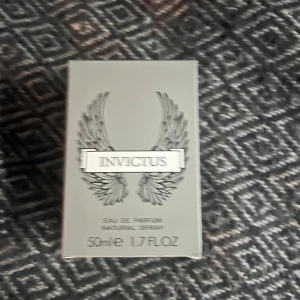 INVICTUS
EAU DE PARFUM
NATURAL SPRAY
50ml℮ 1.7 FL.OZ